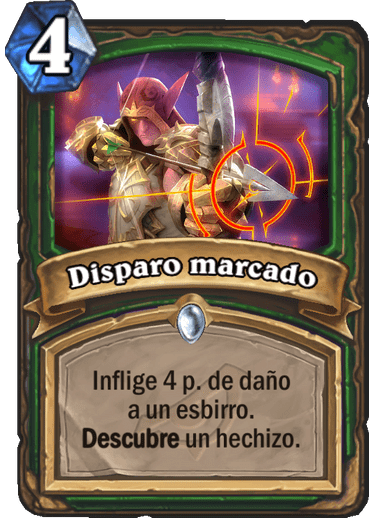 4
Disparo marcado
Inflige 4 p. de daño
a un esbirro.
Descubre un hechizo.